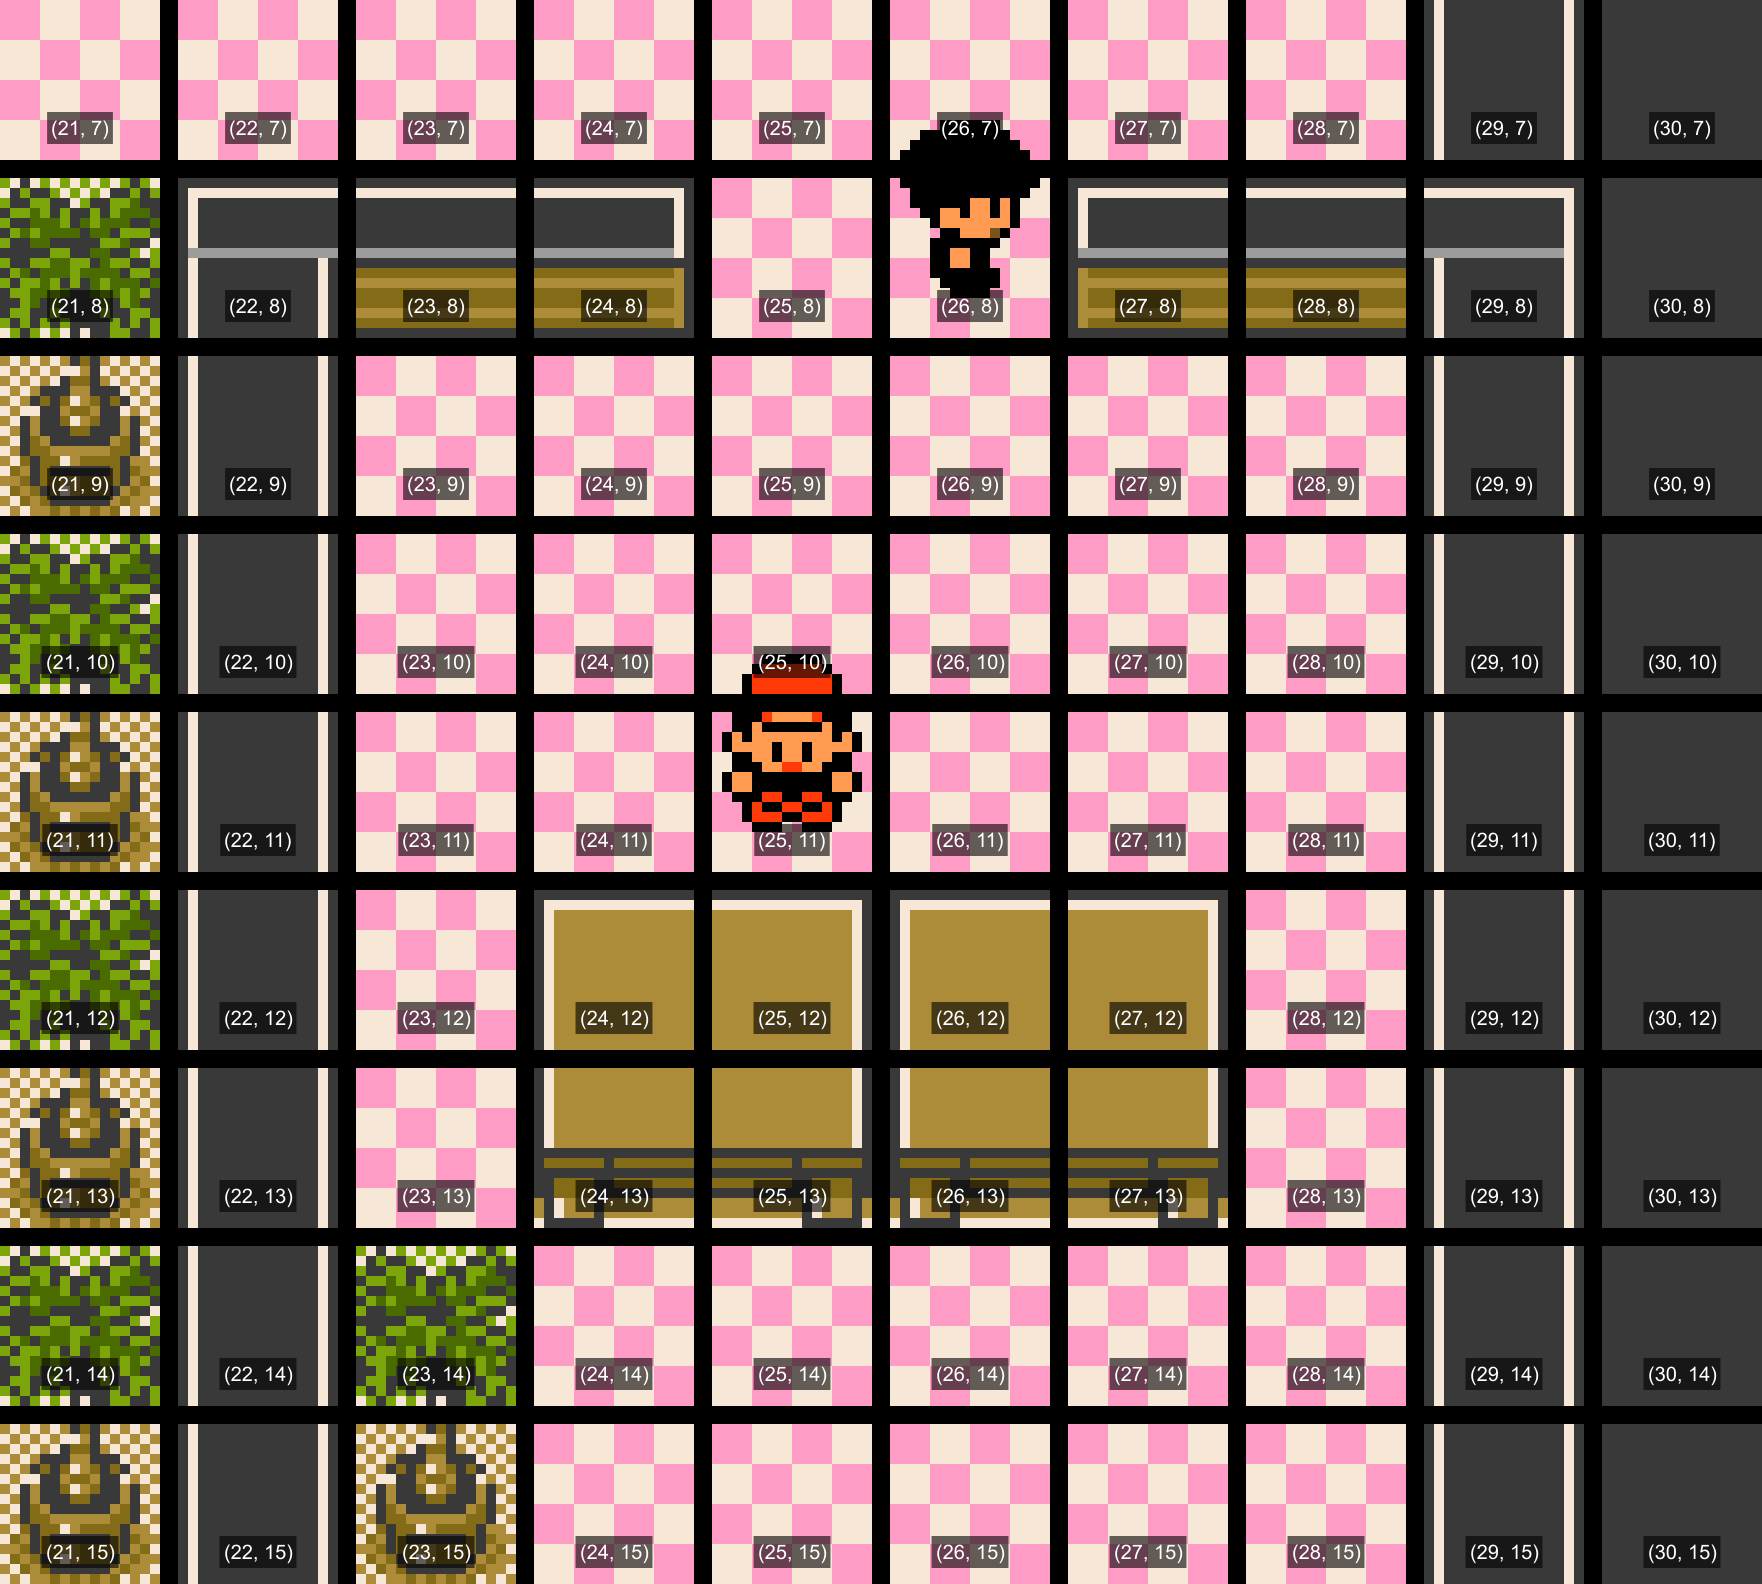 (21, 7) (22, 7) (23, 7) (24, 7) (25, 7) (26, 7) (27, 7) (28, 7) (29, 7) (30, 7)
(21, 8) (22, 8) (23, 8) (24, 8) (25, 8) (26, 8) (27, 8) (28, 8) (29, 8) (30, 8)
(21, 9) (22, 9) (23, 9) (24, 9) (25, 9) (26, 9) (27, 9) (28, 9) (29, 9) (30, 9)
(21, 10) (22, 10) (23, 10) (24, 10) (25, 10) (26, 10) (27, 10) (28, 10) (29, 10) (30, 10)
(21, 11) (22, 11) (23, 11) (24, 11) (25, 11) (26, 11) (27, 11) (28, 11) (29, 11) (30, 11)
(21, 12) (22, 12) (23, 12) (24, 12) (25, 12) (26, 12) (27, 12) (28, 12) (29, 12) (30, 12)
(21, 13) (22, 13) (23, 13) (24, 13) (25, 13) (26, 13) (27, 13) (28, 13) (29, 13) (30, 13)
(21, 14) (22, 14) (23, 14) (24, 14) (25, 14) (26, 14) (27, 14) (28, 14) (29, 14) (30, 14)
(21, 15) (22, 15) (23, 15) (24, 15) (25, 15) (26, 15) (27, 15) (28, 15) (29, 15) (30, 15)